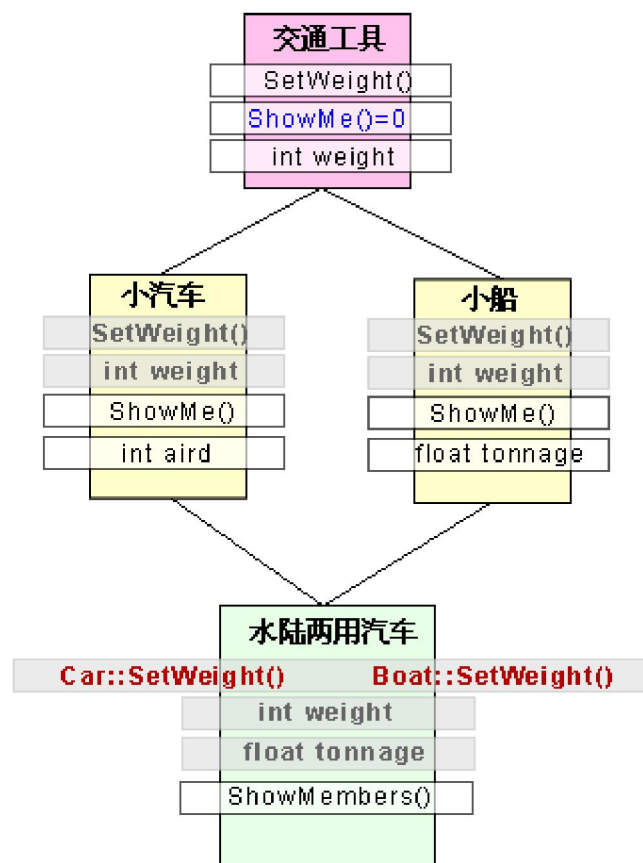 交通工具
SetWeight()
ShowMe()=0
int weight
小汽车
SetWeight()
int weight
ShowMe()
int aird
小船
SetWeight()
int weight
ShowMe()
float tonnage
水陆两用汽车
Car::SetWeight() Boat::SetWeight()
int weight
float tonnage
ShowMembers()